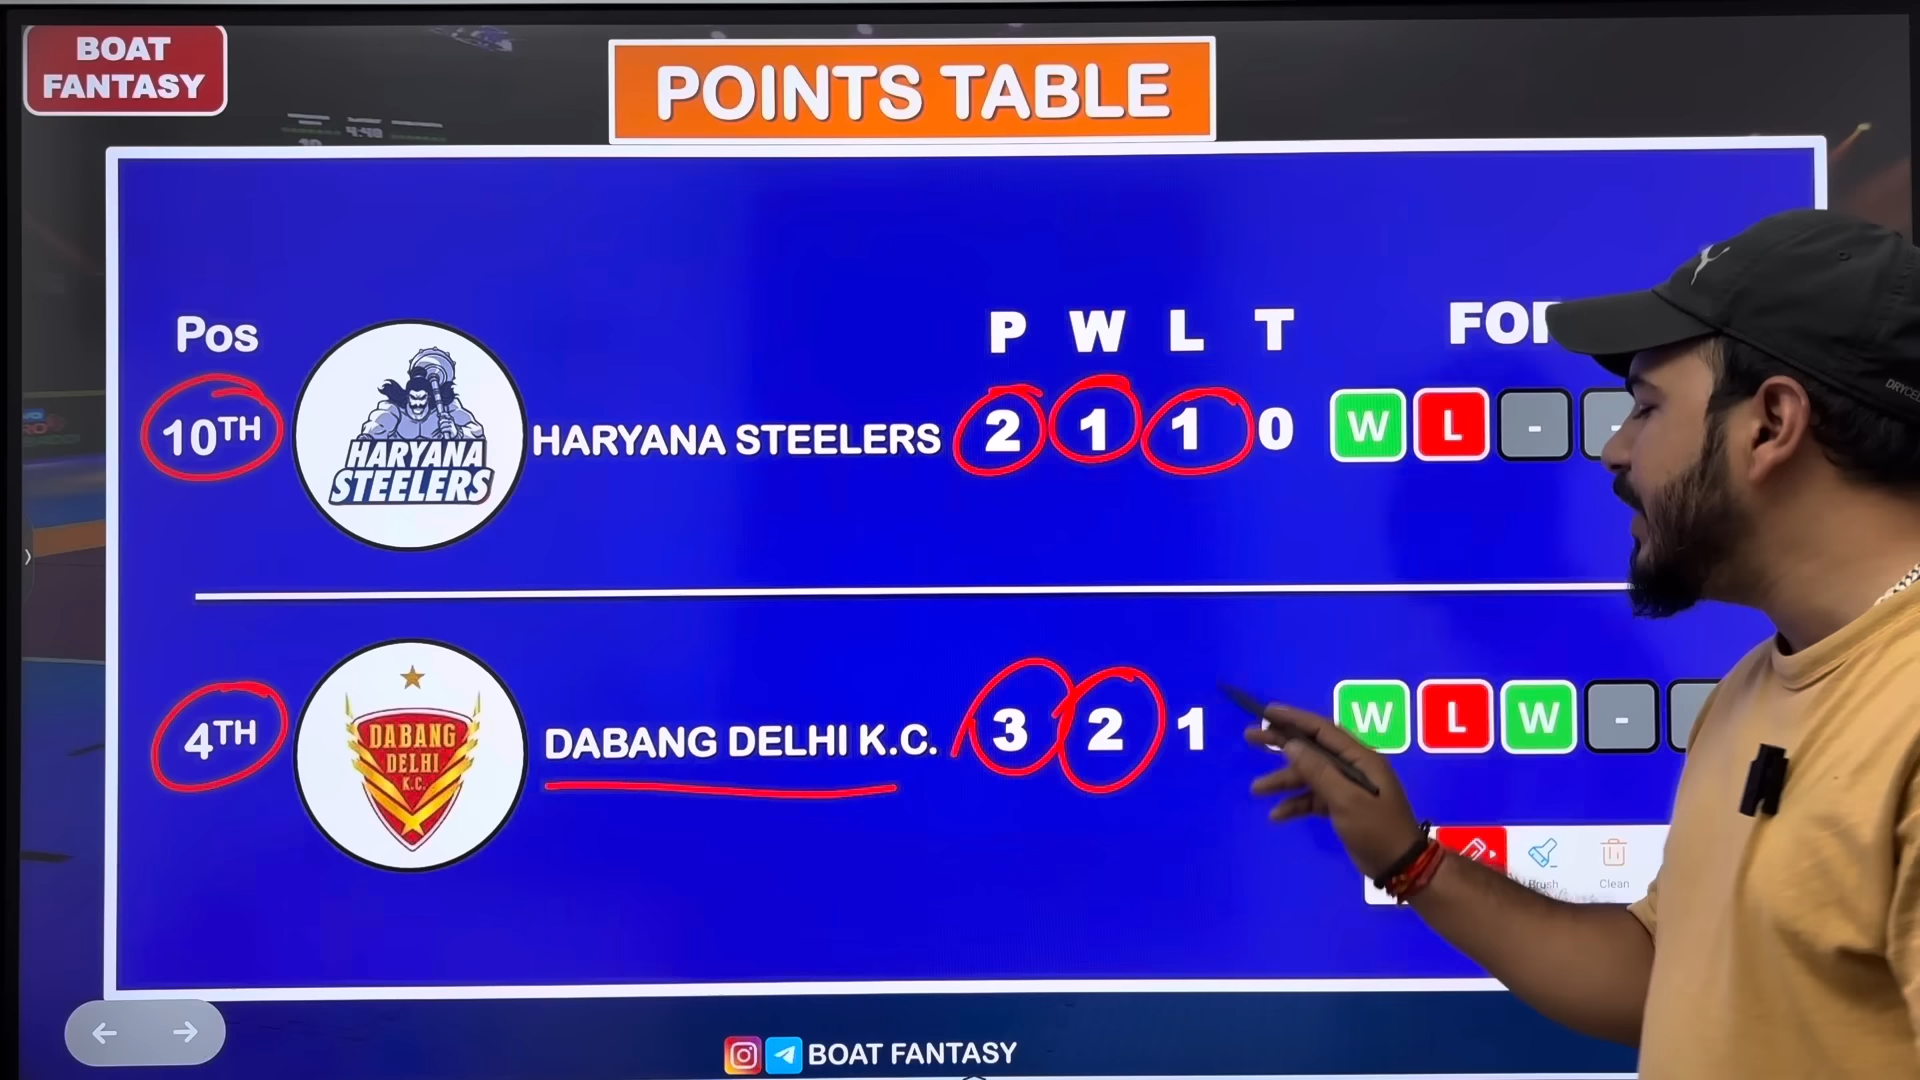 BOAT
FANTASY
POINTS TABLE
Pos P W L T
10TH HARYANA STEELERS HARYANA STEELERS 2 1 1 0 W L - -
4TH DABANG DELHI K.C. DABANG DELHI K.C. 3 2 1 W L W -
Brush Clean
BOAT FANTASY